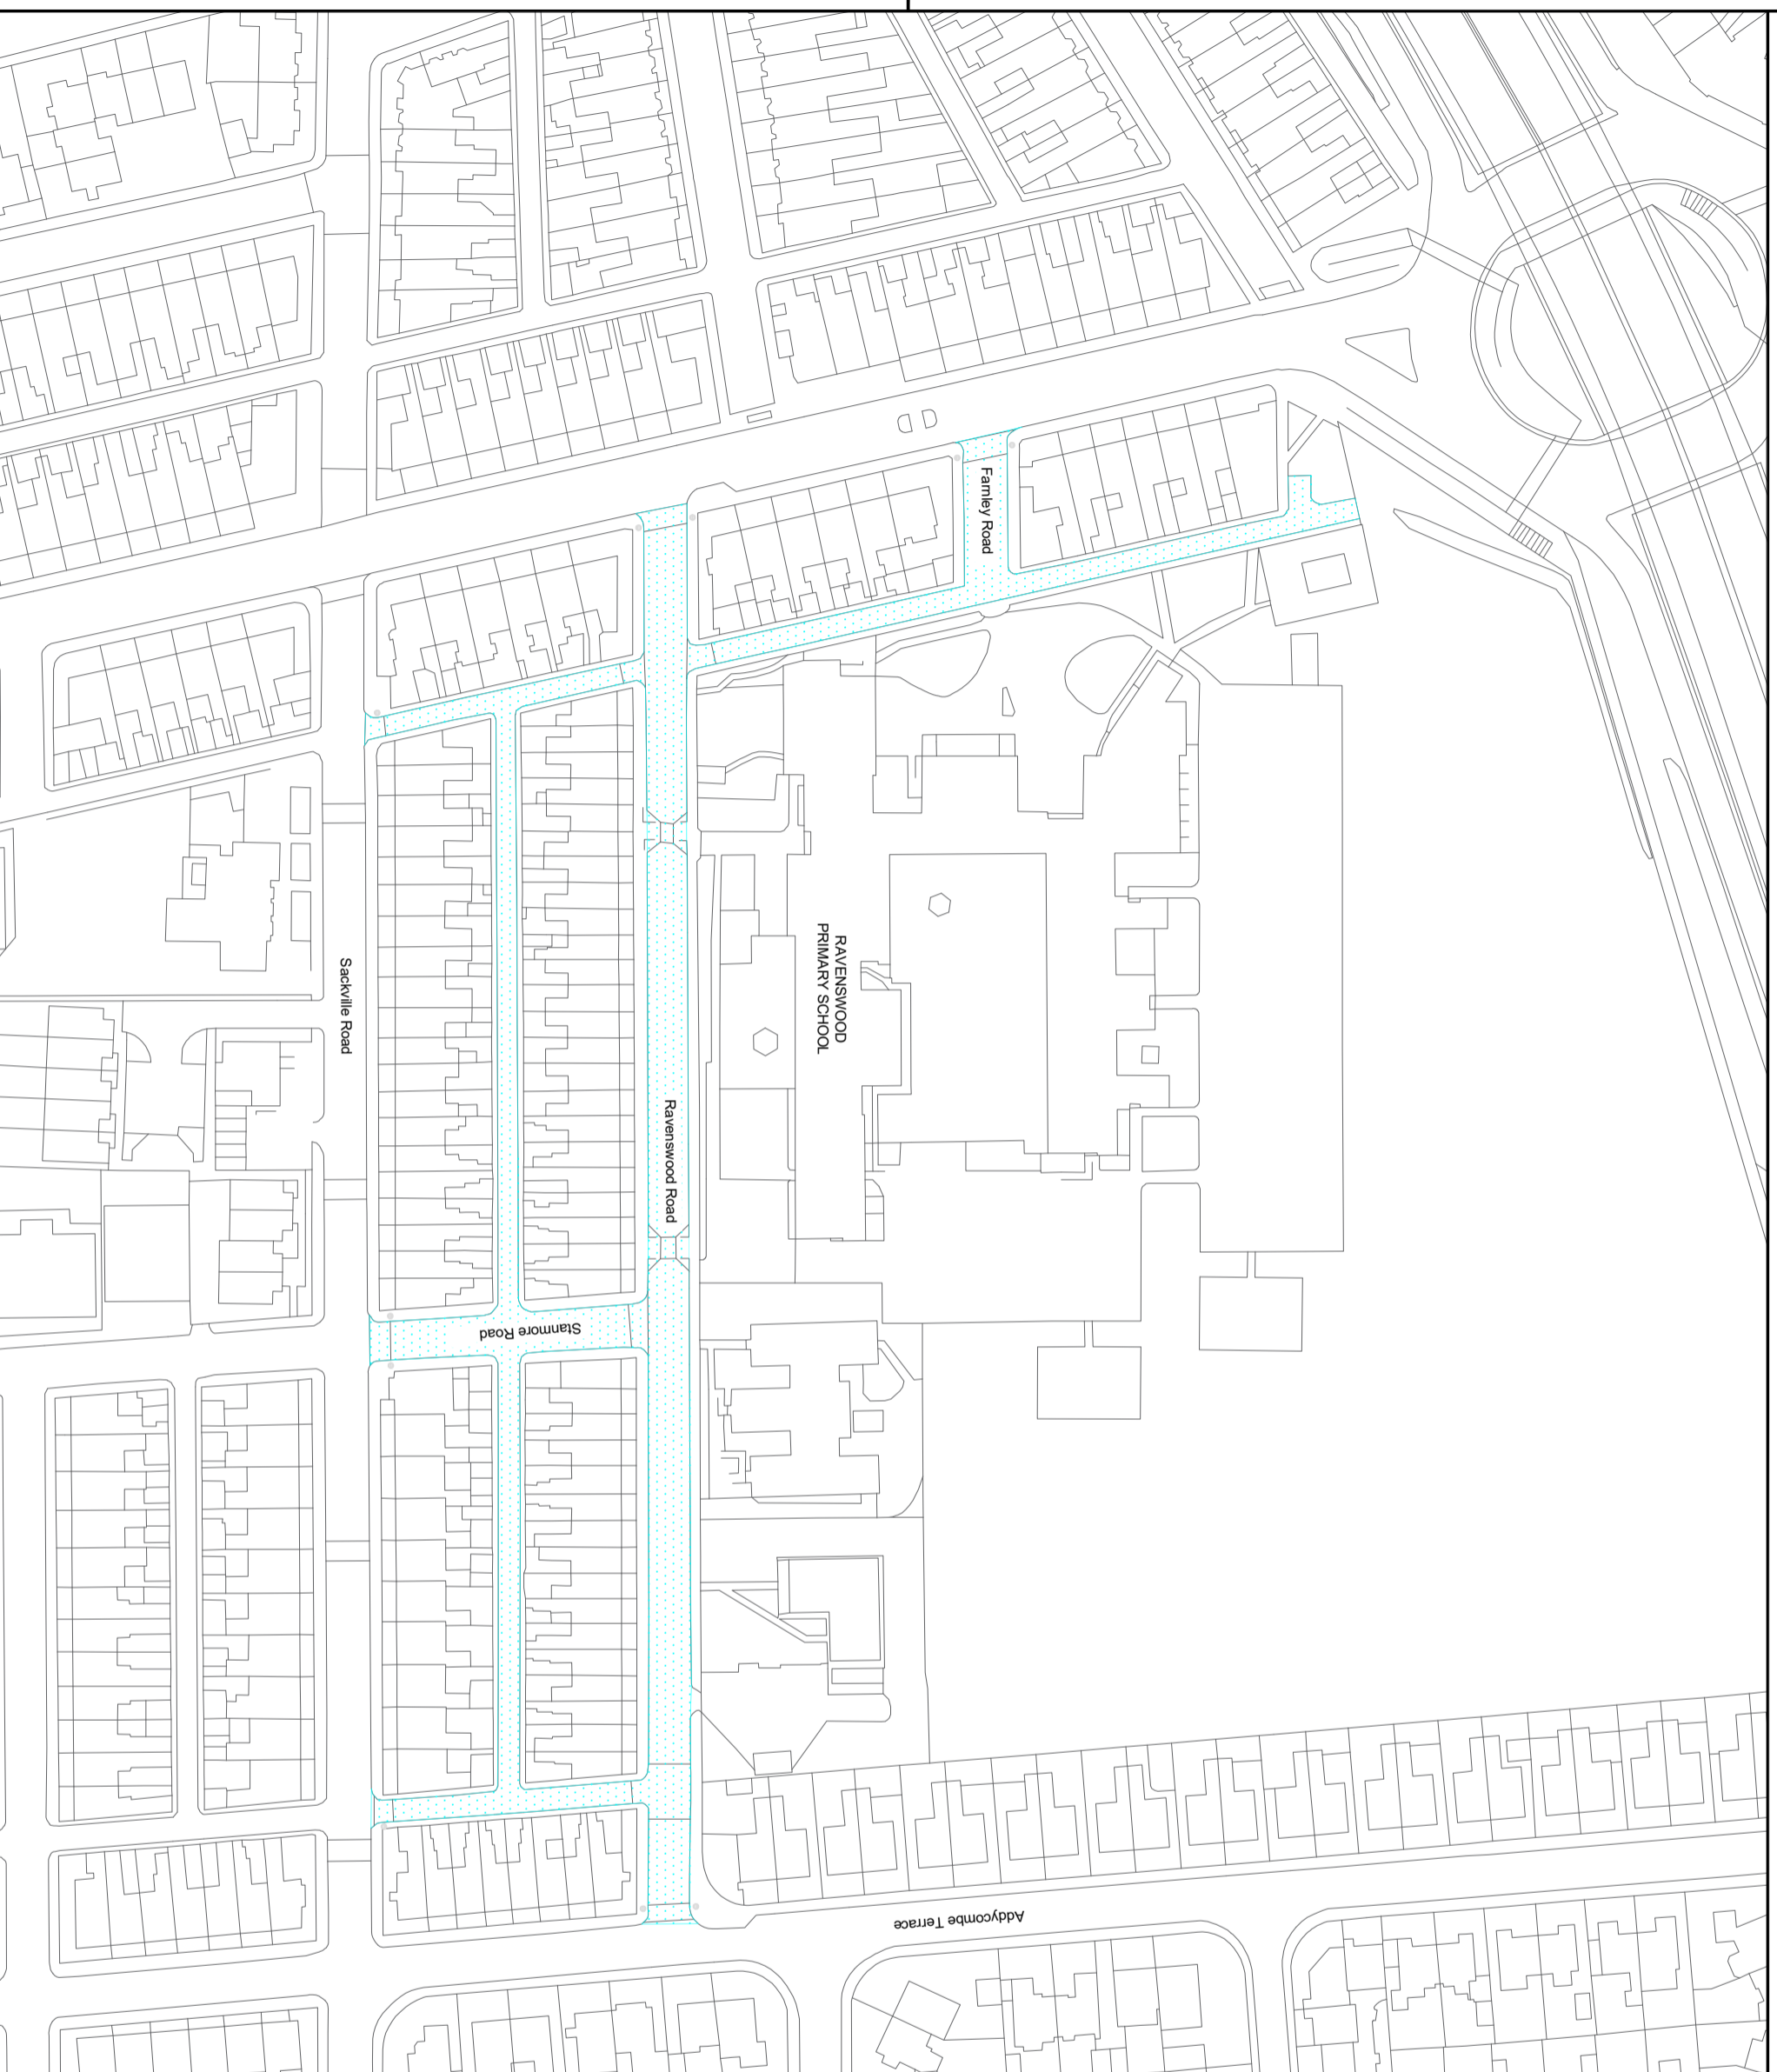 Farnley Road
RAVENSWOOD
PRIMARY SCHOOL
Sackville Road
Ravenswood Road
Stanmore Road
Addycombe Terrace